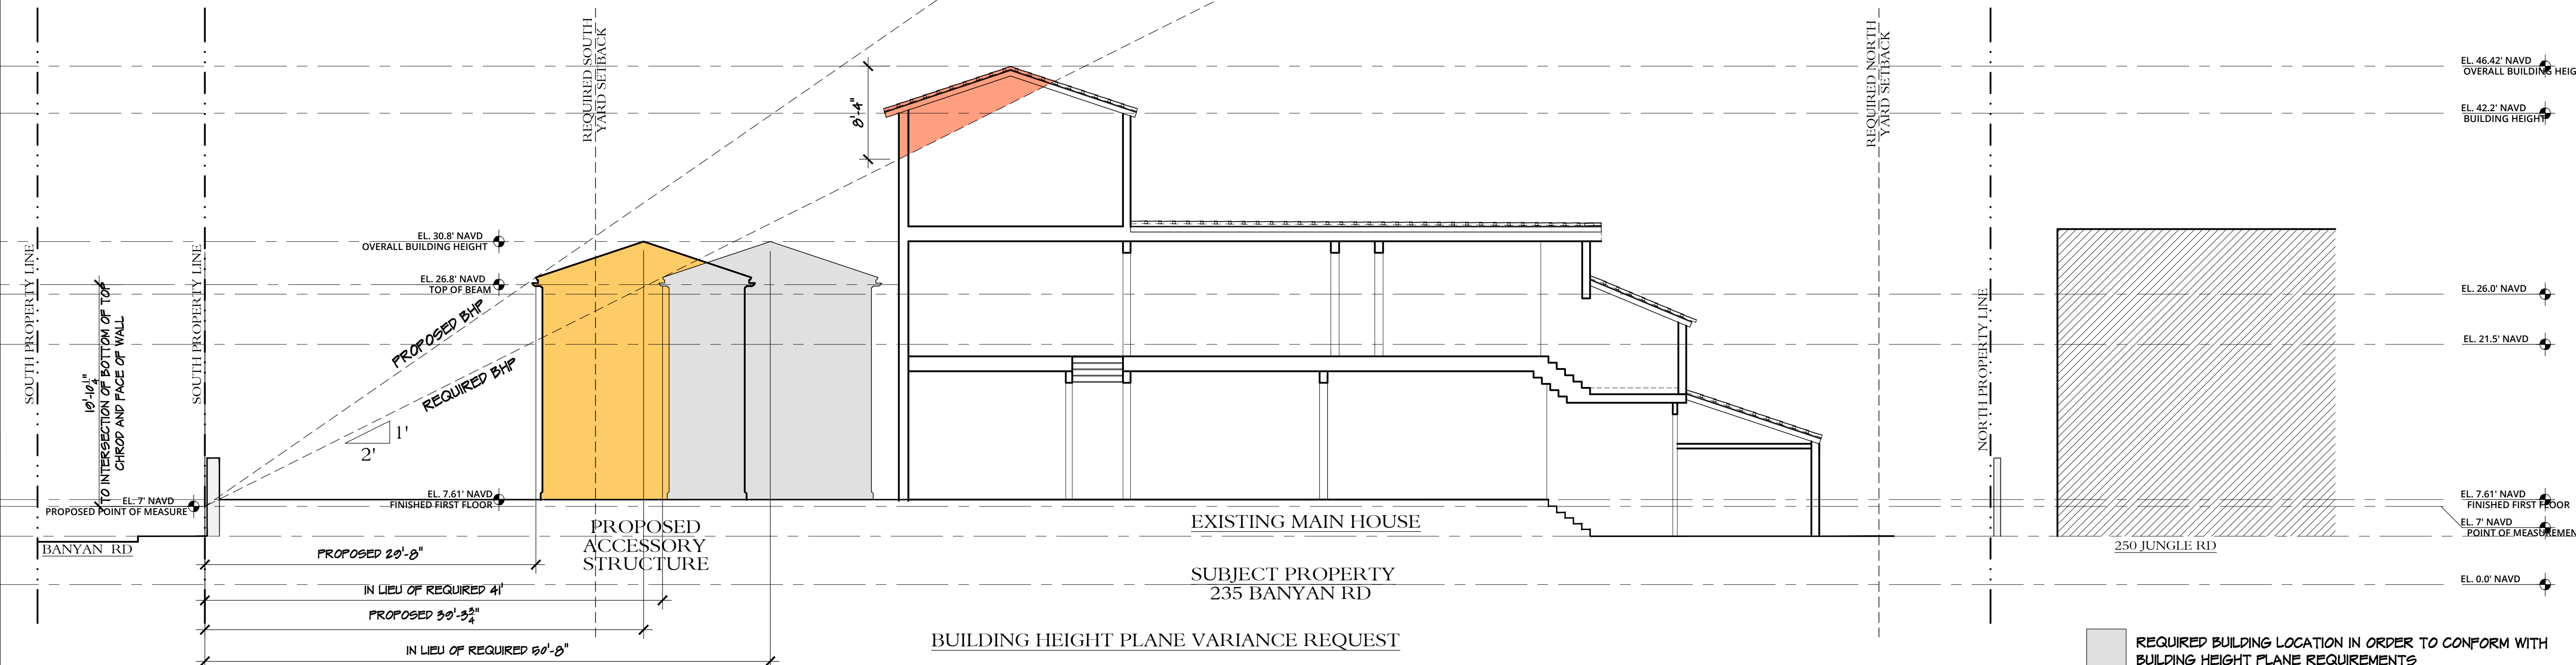 REQUIRED SOUTH
YARD SETBACK
REQUIRED NORTH
YARD SETBACK
EL. 46.42' NAVD
OVERALL BUILDING HEIG
EL. 42.2' NAVD
BUILDING HEIGHT
8'-4"
EL. 30.8' NAVD
OVERALL BUILDING HEIGHT
EL. 26.8' NAVD
TOP OF BEAM
EL. 26.0' NAVD
EL. 21.5' NAVD
SOUTH PROPERTY LINE
SOUTH PROPERTY LINE
NORTH PROPERTY LINE
19'-10 1/4"
TO INTERSECTION OF BOTTOM OF TOP
CHROD AND FACE OF WALL
PROPOSED BHP
REQUIRED BHP
1'
2'
EL. 7' NAVD
PROPOSED POINT OF MEASURE
EL. 7.61' NAVD
FINISHED FIRST FLOOR
EL. 7.61' NAVD
FINISHED FIRST FLOOR
EL. 7' NAVD
POINT OF MEASUREMEN
EL. 0.0' NAVD
BANYAN RD
PROPOSED
ACCESSORY
STRUCTURE
EXISTING MAIN HOUSE
250 JUNGLE RD
PROPOSED 29'-8"
IN LIEU OF REQUIRED 41'
PROPOSED 39'-3 3/4"
IN LIEU OF REQUIRED 50'-8"
SUBJECT PROPERTY
235 BANYAN RD
BUILDING HEIGHT PLANE VARIANCE REQUEST
REQUIRED BUILDING LOCATION IN ORDER TO CONFORM WITH
BUILDING HEIGHT PLANE REQUIREMENTS